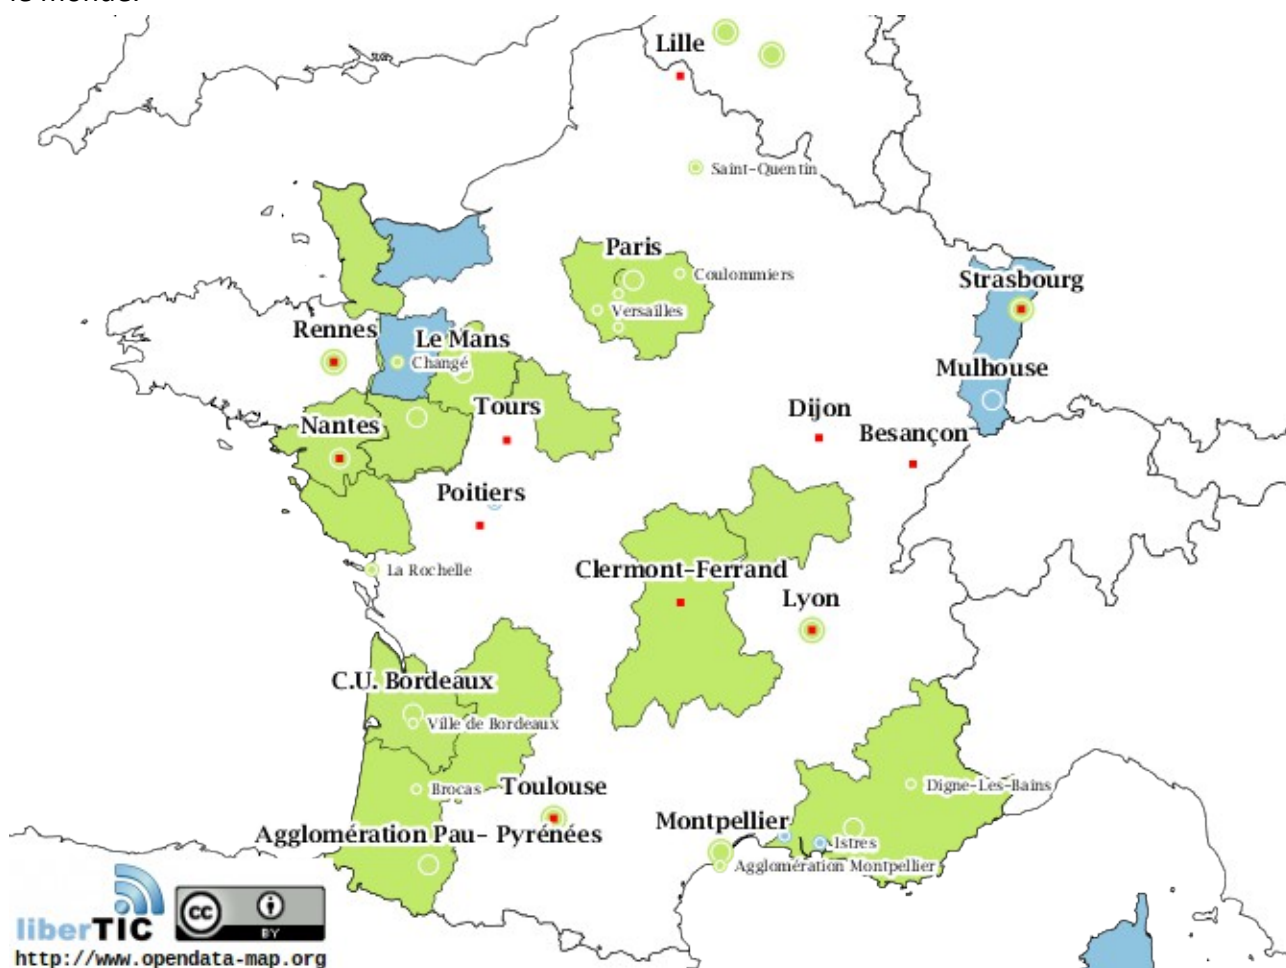 Lille
Saint-Quentin
Paris
Coulommiers
Strasbourg
Versailles
Rennes
Le Mans
Changé
Mulhouse
Tours
Dijon
Nantes
Besançon
Poitiers
La Rochelle
Clermont-Ferrand
Lyon
C.U. Bordeaux
Ville de Bordeaux
Brocas
Toulouse
Digne-Les-Bains
Montpellier
Agglomération Pau- Pyrénées
Istres
Agglomération Montpellier
liberTIC
cc
BY
http://www.opendata-map.org